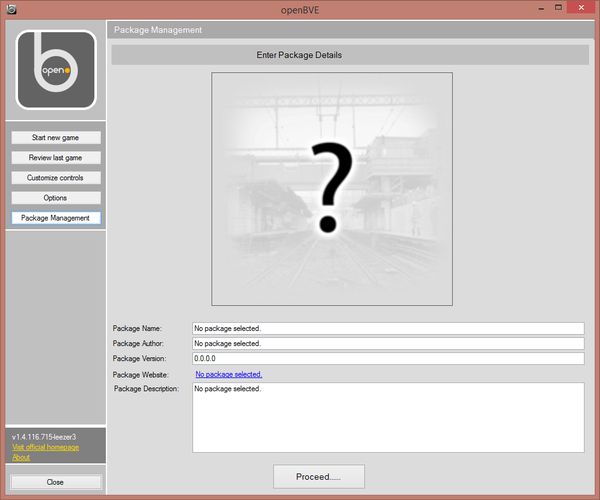 openBVE
Package Management
Enter Package Details
open
?
Start new game
Review last game
Customize controls
Options
Package Management
Package Name: No package selected.
Package Author: No package selected.
Package Version: 0.0.0.0
Package Website: No package selected.
Package Description: No package selected.
v1.4.116.715-leezer3
Visit official homepage
About
Close
Proceed.....